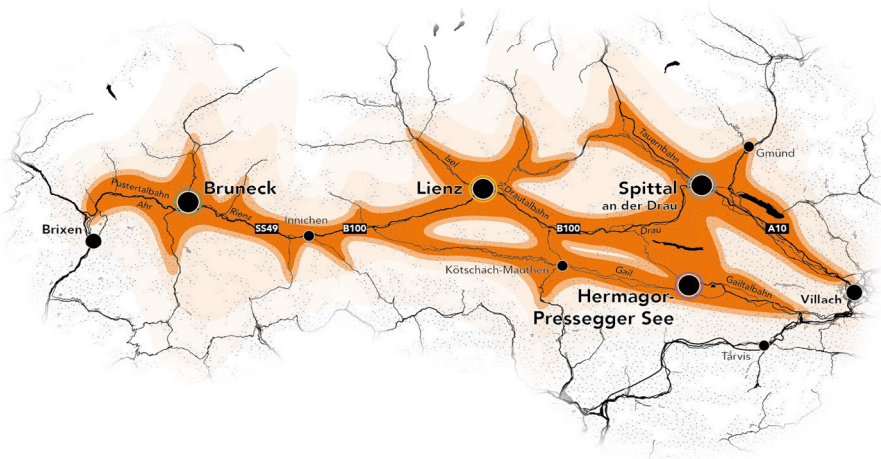 Tauernbahn
Gmünd
Isel
Pustertalbahn
Bruneck
Lienz
Drautalbahn
Spittal
an der Drau
Ahr
Rienz
Innichen
Brixen
SS49
B100
B100
Drau
A10
Kötschach-Mauthen
Gail
Gailtalbahn
Hermagor-
Pressegger See
Villach
Tarvis